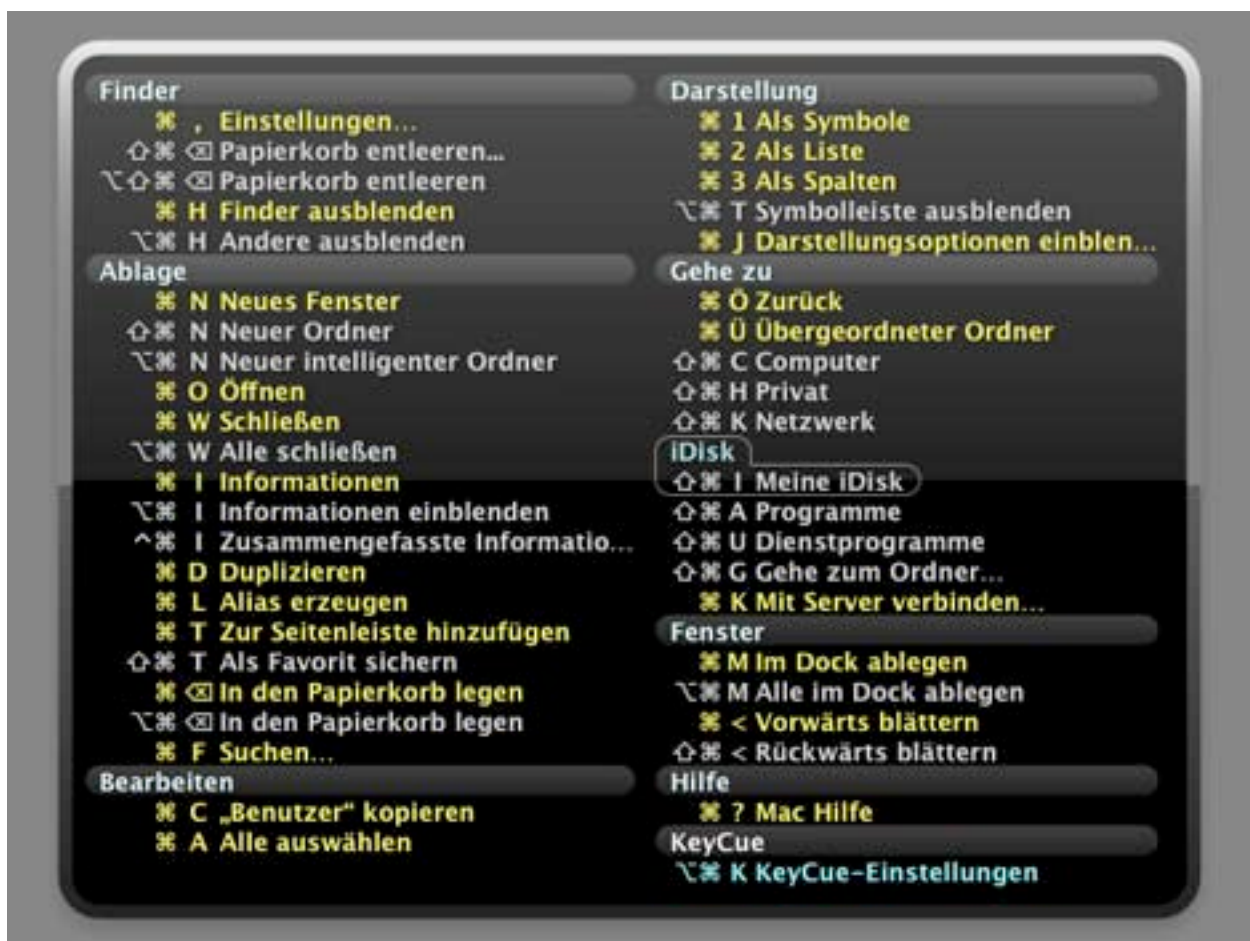 Finder
⌘ , Einstellungen...
⇧⌘ ⌫ Papierkorb entleeren...
⌥⇧⌘ ⌫ Papierkorb entleeren
⌘ H Finder ausblenden
⌥⌘ H Andere ausblenden
Ablage
⌘ N Neues Fenster
⇧⌘ N Neuer Ordner
⌥⌘ N Neuer intelligenter Ordner
⌘ O Öffnen
⌘ W Schließen
⌥⌘ W Alle schließen
⌘ I Informationen
⌥⌘ I Informationen einblenden
^⌘ I Zusammengefasste Informatio...
⌘ D Duplizieren
⌘ L Alias erzeugen
⌘ T Zur Seitenleiste hinzufügen
⇧⌘ T Als Favorit sichern
⌘ ⌫ In den Papierkorb legen
⌥⌘ ⌫ In den Papierkorb legen
⌘ F Suchen...
Bearbeiten
⌘ C „Benutzer“ kopieren
⌘ A Alle auswählen
Darstellung
⌘ 1 Als Symbole
⌘ 2 Als Liste
⌘ 3 Als Spalten
⌥⌘ T Symbolleiste ausblenden
⌘ J Darstellungsoptionen einblen...
Gehe zu
⌘ Ö Zurück
⌘ Ü Übergeordneter Ordner
⇧⌘ C Computer
⇧⌘ H Privat
⇧⌘ K Netzwerk
iDisk
⇧⌘ I Meine iDisk
⇧⌘ A Programme
⇧⌘ U Dienstprogramme
⇧⌘ G Gehe zum Ordner...
⌘ K Mit Server verbinden...
Fenster
⌘ M Im Dock ablegen
⌥⌘ M Alle im Dock ablegen
⌘ < Vorwärts blättern
⇧⌘ < Rückwärts blättern
Hilfe
⌘ ? Mac Hilfe
KeyCue
⌥⌘ K KeyCue-Einstellungen